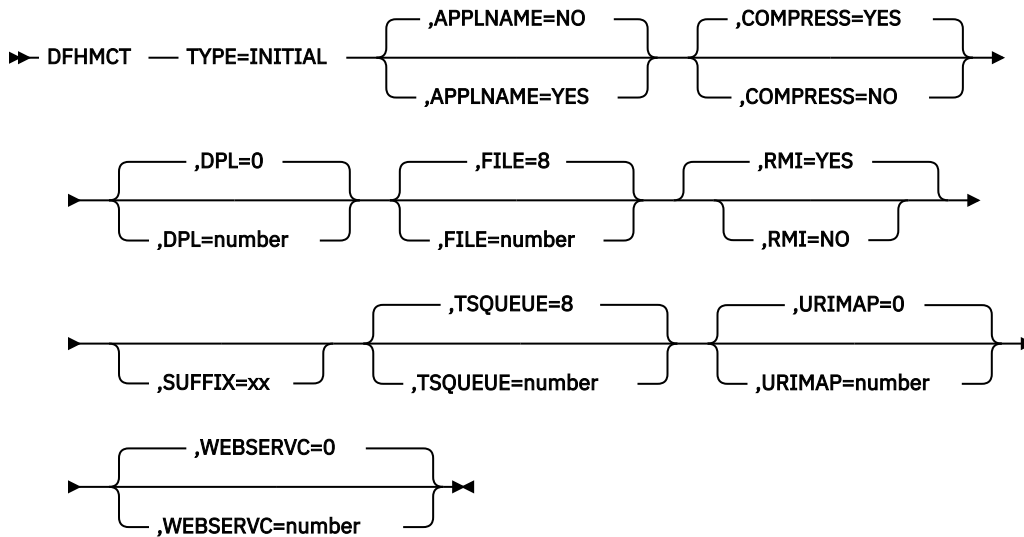 ,APPLNAME=NO ,COMPRESS=YES
DFHMCT TYPE=INITIAL
,APPLNAME=YES ,COMPRESS=NO
,DPL=0 ,FILE=8 ,RMI=YES
,DPL=number ,FILE=number ,RMI=NO
,TSQUEUE=8 ,URIMAP=0
,SUFFIX=xx ,TSQUEUE=number ,URIMAP=number
,WEBSERVC=0
,WEBSERVC=number